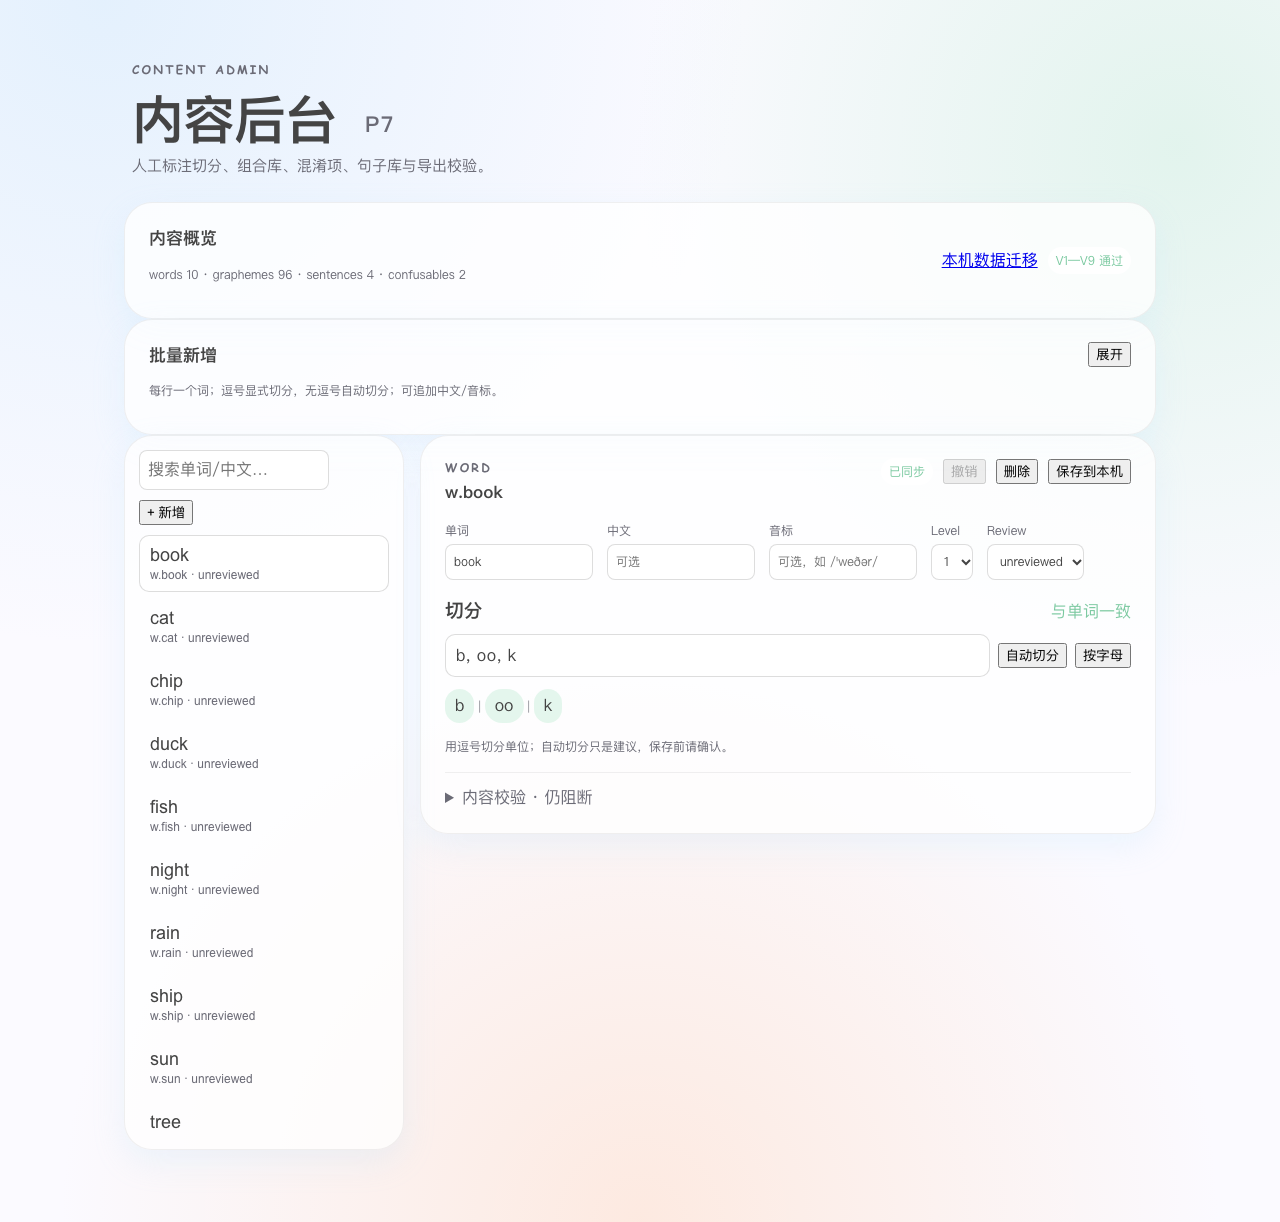 CONTENT ADMIN
内容后台 P7
人工标注切分、组合库、混淆项、句子库与导出校验。
内容概览
words 10 · graphemes 96 · sentences 4 · confusables 2
本机数据迁移 V1—V9 通过
批量新增
展开
每行一个词；逗号显式切分，无逗号自动切分；可追加中文/音标。
搜索单词/中文…
+ 新增
book
w.book · unreviewed
cat
w.cat · unreviewed
chip
w.chip · unreviewed
duck
w.duck · unreviewed
fish
w.fish · unreviewed
night
w.night · unreviewed
rain
w.rain · unreviewed
ship
w.ship · unreviewed
sun
w.sun · unreviewed
tree
WORD
w.book
已同步 撤销 删除 保存到本机
单词 中文 音标 Level Review
book 可选 可选，如 /ˈweðər/ 1 unreviewed
切分 与单词一致
b, oo, k 自动切分 按字母
b | oo | k
用逗号切分单位；自动切分只是建议，保存前请确认。
▶ 内容校验 · 仍阻断